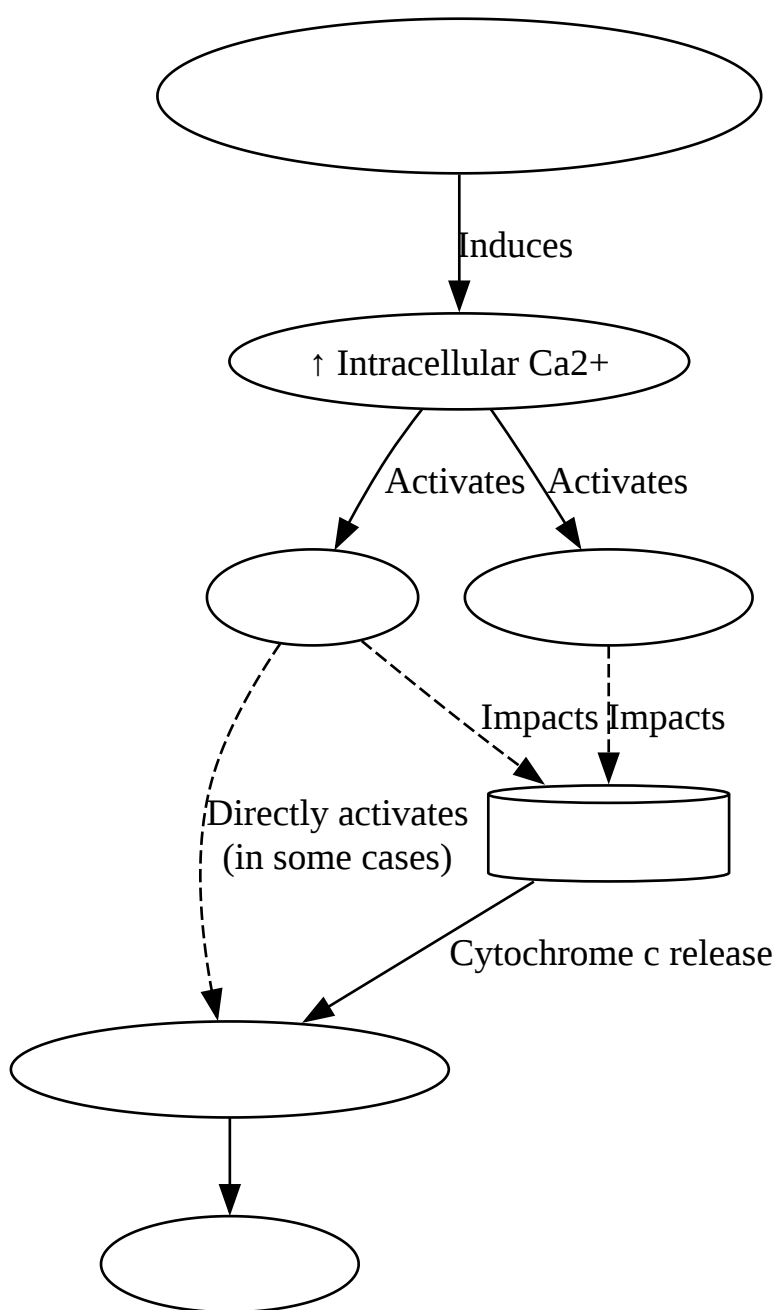 Induces
↑ Intracellular Ca2+
Activates
Activates
Impacts
Impacts
Directly activates
(in some cases)
Cytochrome c release